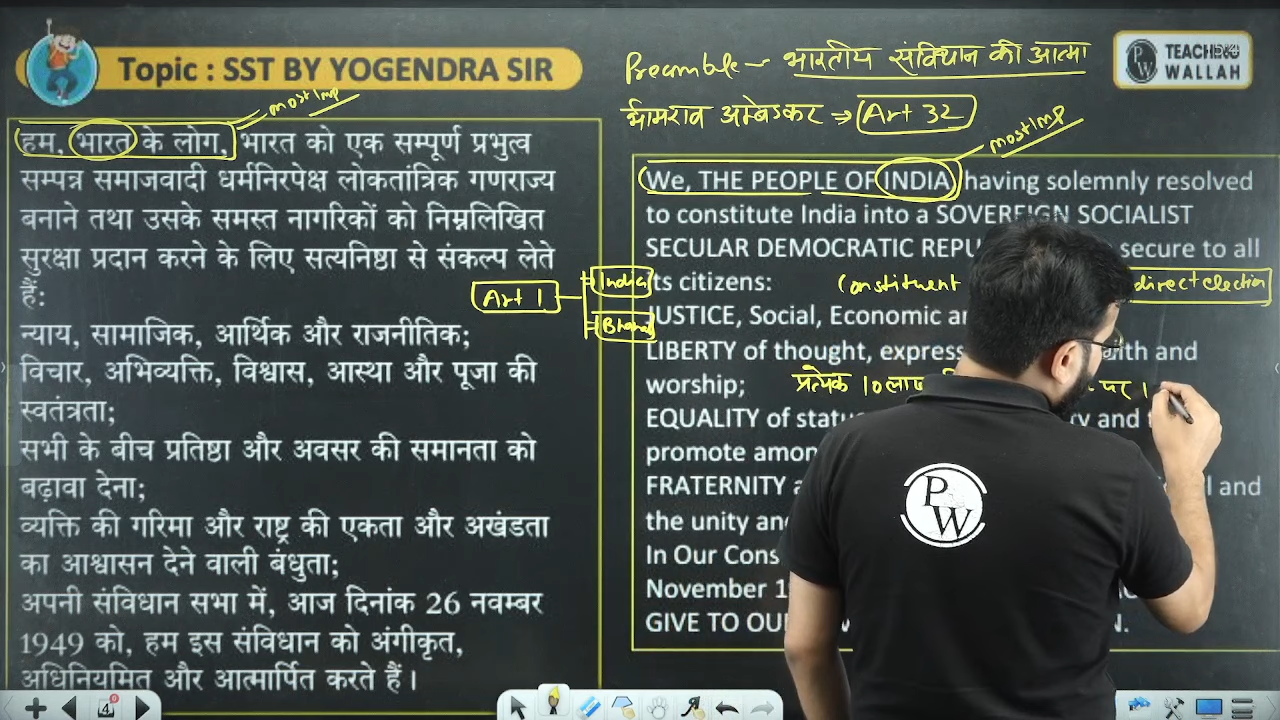 Topic : SST BY YOGENDRA SIR
TEACHING
WALLAH
Preamble - भारतीय संविधान की आत्मा
भीमराव अम्बेडकर ⇒ Art 32
most Imp
हम, भारत के लोग, भारत को एक सम्पूर्ण प्रभुत्व
सम्पन्न समाजवादी धर्मनिरपेक्ष लोकतांत्रिक गणराज्य
बनाने तथा उसके समस्त नागरिकों को निम्नलिखित
सुरक्षा प्रदान करने के लिए सत्यनिष्ठा से संकल्प लेते
हैं:
न्याय, सामाजिक, आर्थिक और राजनीतिक;
विचार, अभिव्यक्ति, विश्वास, आस्था और पूजा की
स्वतंत्रता;
सभी के बीच प्रतिष्ठा और अवसर की समानता को
बढ़ावा देना;
व्यक्ति की गरिमा और राष्ट्र की एकता और अखंडता
का आश्वासन देने वाली बंधुता;
अपनी संविधान सभा में, आज दिनांक 26 नवम्बर
1949 को, हम इस संविधान को अंगीकृत,
अधिनियमित और आत्मार्पित करते हैं।
Art 1
India
Bharat
most Imp
We, THE PEOPLE OF INDIA, having solemnly resolved
to constitute India into a SOVEREIGN SOCIALIST
SECULAR DEMOCRATIC REPU secure to all
its citizens:
Constituent direct election
JUSTICE, Social, Economic an
LIBERTY of thought, express and
worship;
प्रत्येक 10 पर 1
EQUALITY of statu and
promote amon
FRATERNITY and
the unity an
In Our Cons
November 1
GIVE TO OU N.
PW
4